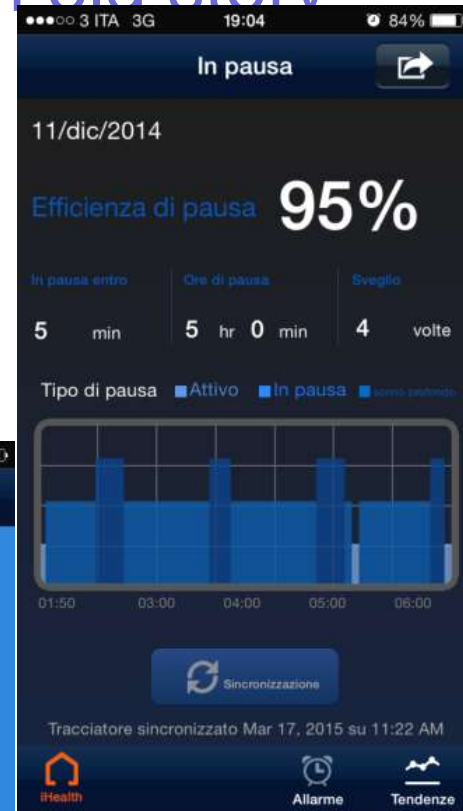 3 ITA 3G 19:04 84%
In pausa
11/dic/2014
Efficienza di pausa 95%
In pausa entro Ore di pausa Sveglio
5 min 5 hr 0 min 4 volte
Tipo di pausa Attivo In pausa sonno profondo
01:50 03:00 04:00 05:00 06:00
Sincronizzazione
Tracciatore sincronizzato Mar 17, 2015 su 11:22 AM
iHealth Allarme Tendenze